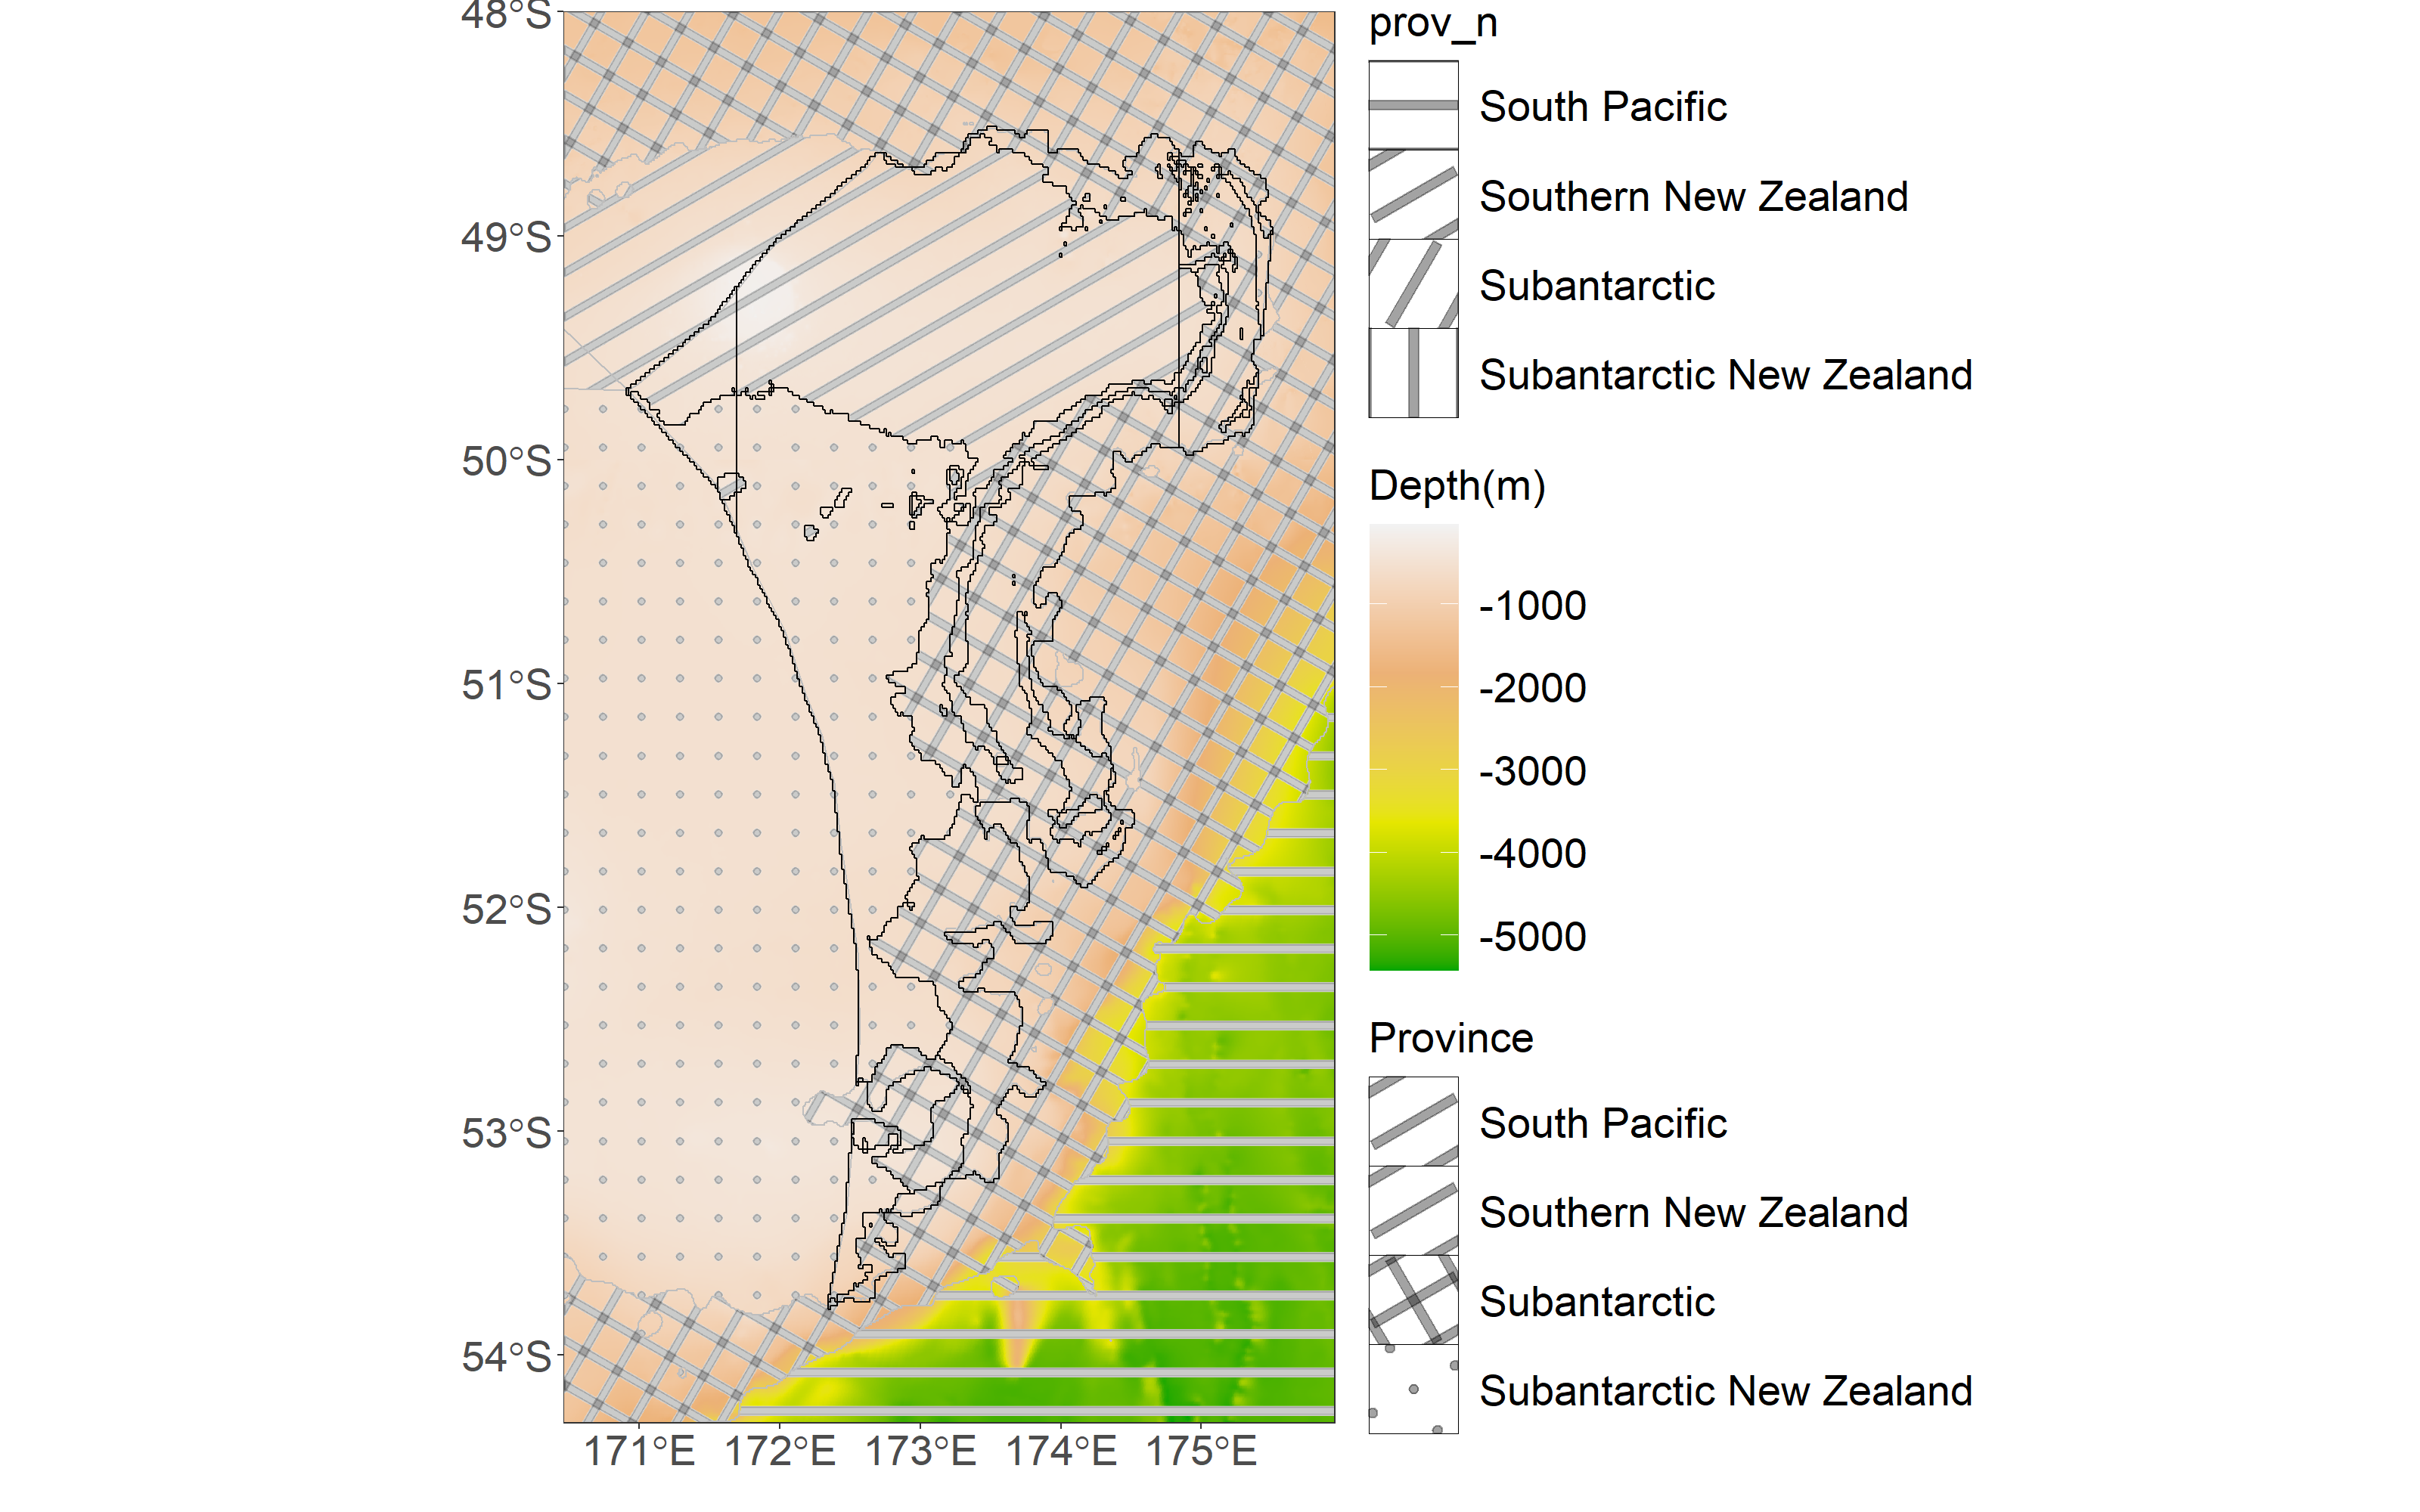 48°S
49°S
50°S
51°S
52°S
53°S
54°S
171°E
172°E
173°E
174°E
175°E
prov_n
South Pacific
Southern New Zealand
Subantarctic
Subantarctic New Zealand
Depth(m)
-1000
-2000
-3000
-4000
-5000
Province
South Pacific
Southern New Zealand
Subantarctic
Subantarctic New Zealand